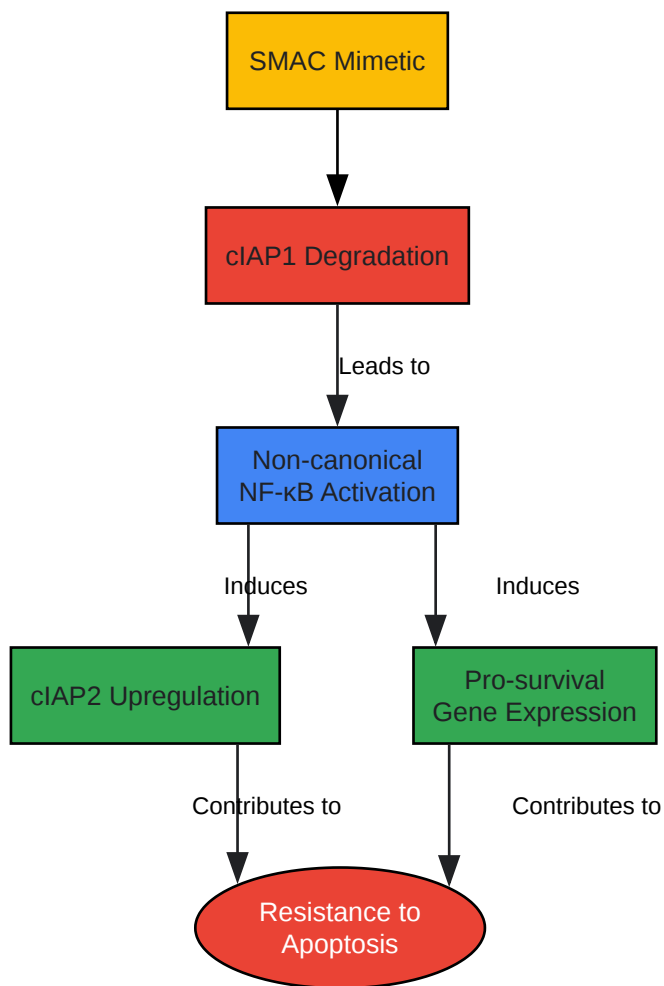 SMAC Mimetic
cIAP1 Degradation
Leads to
Non-canonical
NF-κB Activation
Induces
Induces
cIAP2 Upregulation
Pro-survival
Gene Expression
Contributes to
Contributes to
Resistance to
Apoptosis